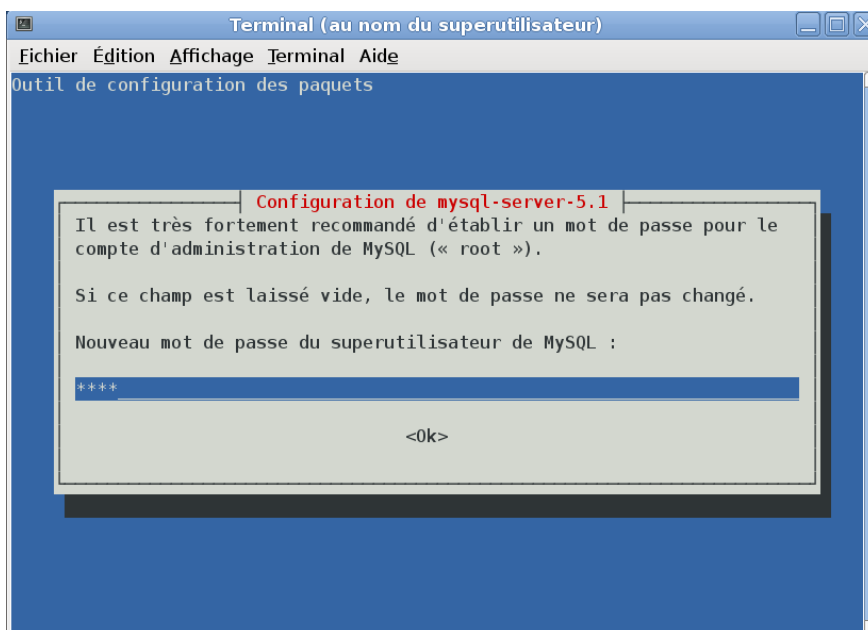 Terminal (au nom du superutilisateur)
Fichier Édition Affichage Terminal Aide
Outil de configuration des paquets
Configuration de mysql-server-5.1
Il est très fortement recommandé d'établir un mot de passe pour le
compte d'administration de MySQL (« root »).
Si ce champ est laissé vide, le mot de passe ne sera pas changé.
Nouveau mot de passe du superutilisateur de MySQL :
****
<Ok>